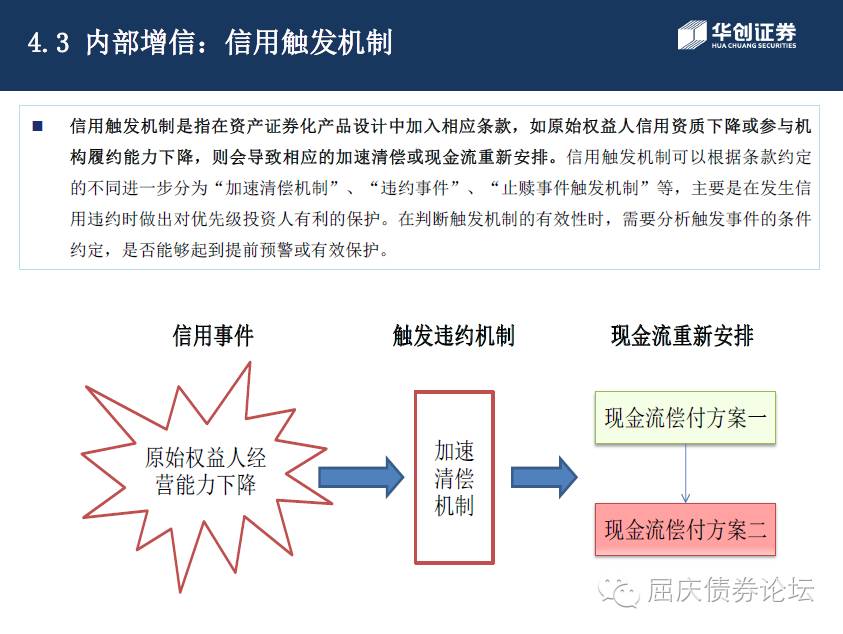 4.3 内部增信：信用触发机制
华创证券
HUA CHUANG SECURITIES
■ 信用触发机制是指在资产证券化产品设计中加入相应条款，如原始权益人信用资质下降或参与机
构履约能力下降，则会导致相应的加速清偿或现金流重新安排。信用触发机制可以根据条款约定
的不同进一步分为“加速清偿机制”、“违约事件”、“止赎事件触发机制”等，主要是在发生信
用违约时做出对优先级投资人有利的保护。在判断触发机制的有效性时，需要分析触发事件的条件
约定，是否能够起到提前预警或有效保护。
信用事件
触发违约机制
现金流重新安排
原始权益人经
营能力下降
加速
清偿
机制
现金流偿付方案一
现金流偿付方案二
屈庆债券论坛